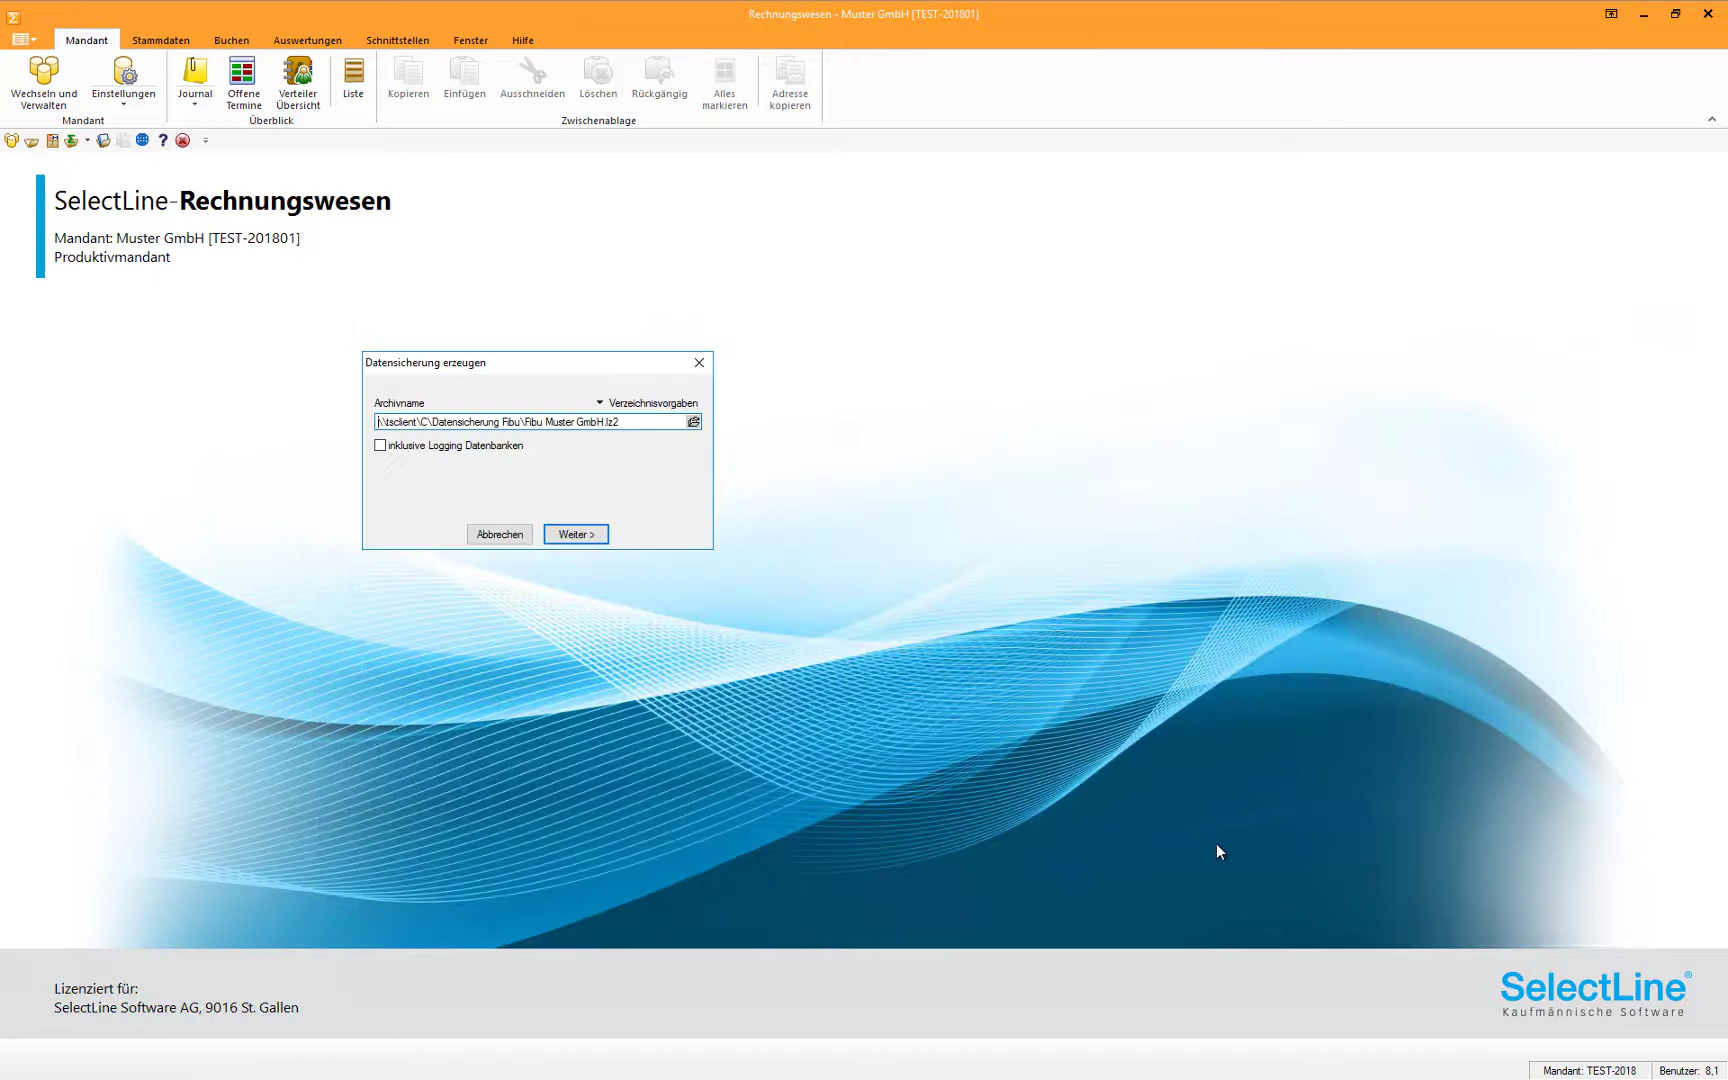 Rechnungswesen - Muster GmbH [TEST-201801]
Mandant Stammdaten Buchen Auswertungen Schnittstellen Fenster Hilfe
Wechseln und Verwalten
Einstellungen
Journal
Offene Termine
Verteiler Übersicht
Liste
Kopieren
Einfügen
Ausschneiden
Löschen
Rückgängig
Alles markieren
Adresse kopieren
Mandant Überblick Zwischenablage
SelectLine-Rechnungswesen
Mandant: Muster GmbH [TEST-201801]
Produktivmandant
Datensicherung erzeugen
Archivname Verzeichnisvorgaben
\\tsclient\C\Datensicherung Fibu\Fibu Muster GmbH.lz2
inklusive Logging Datenbanken
Abbrechen Weiter >
Lizenziert für:
SelectLine Software AG, 9016 St. Gallen
SelectLine®
Kaufmännische Software
Mandant: TEST-2018 Benutzer: 8,1